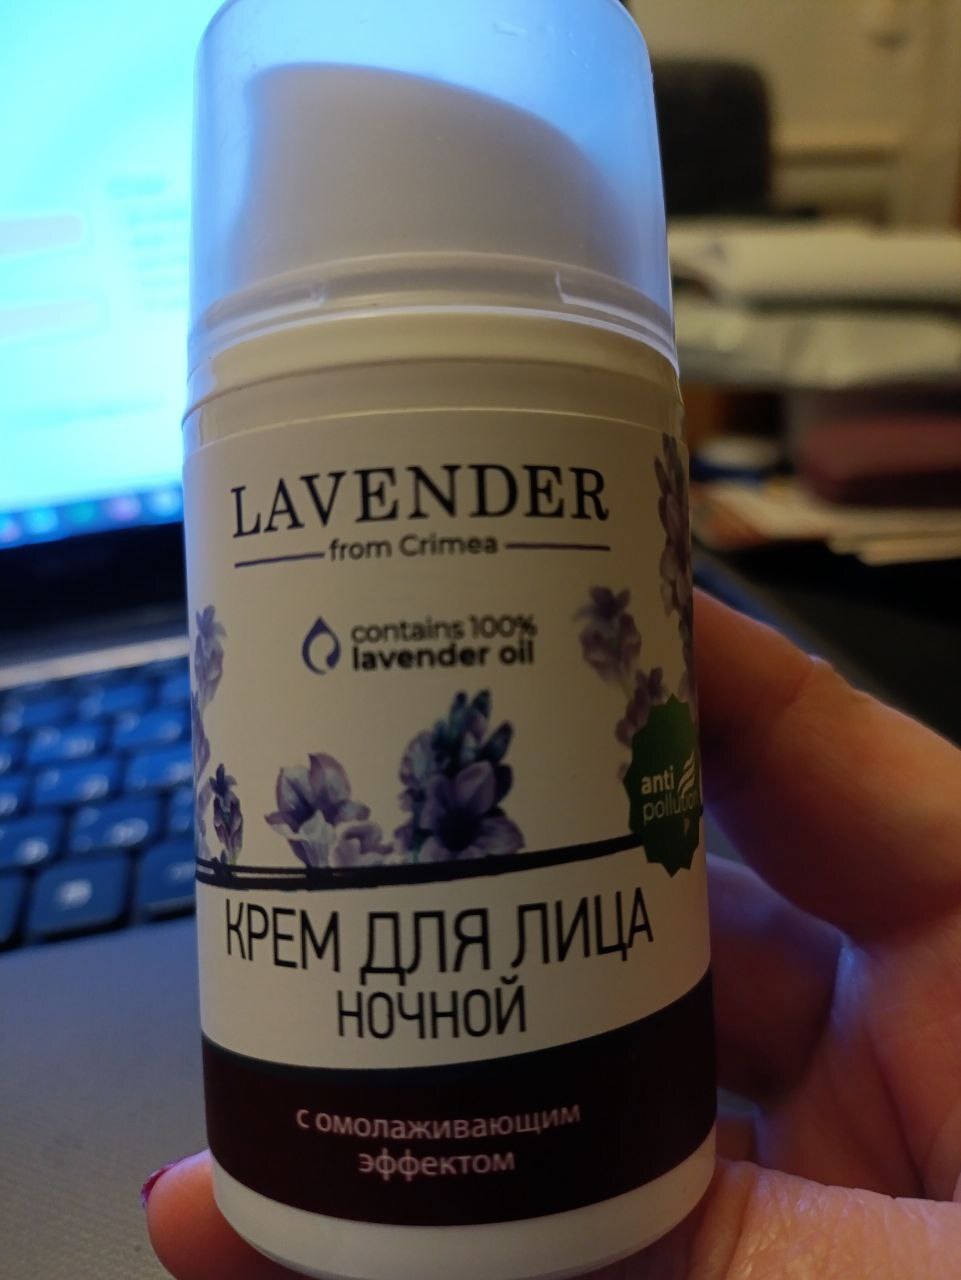 LAVENDER
from Crimea
contains 100%
lavender oil
anti
pollution
КРЕМ ДЛЯ ЛИЦА
НОЧНОЙ
с омолаживающим
эффектом